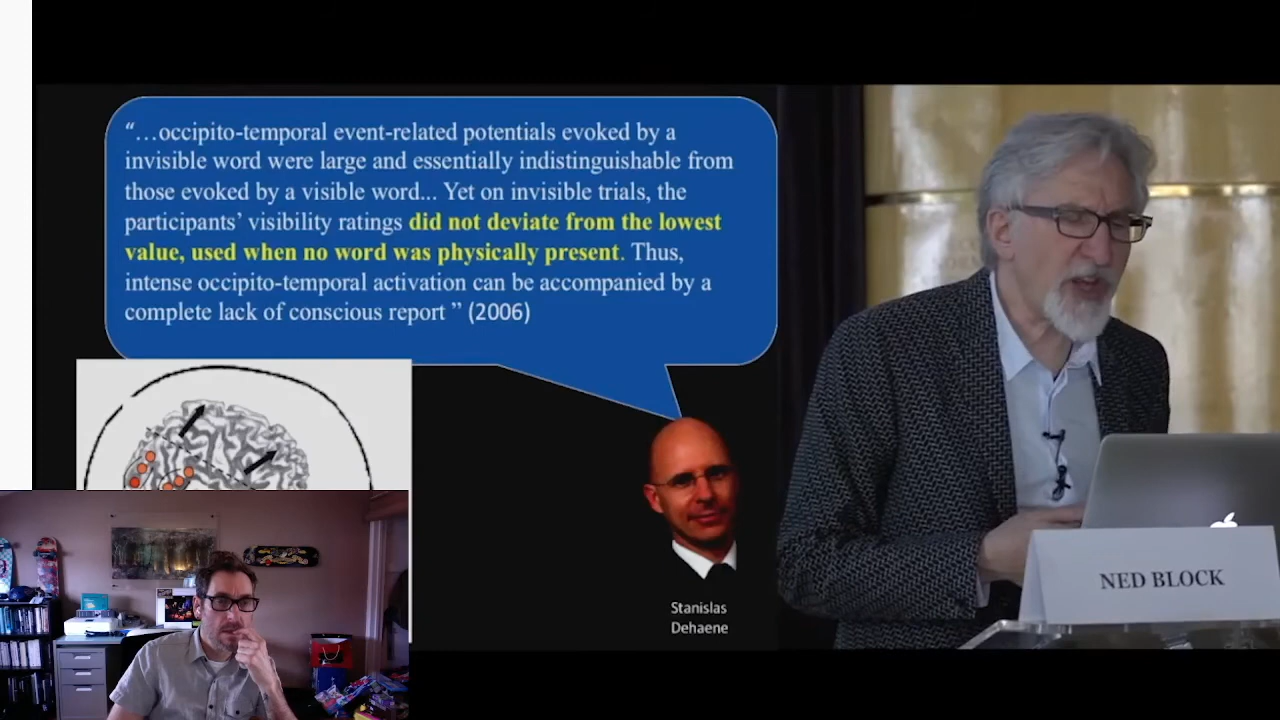 “…occipito-temporal event-related potentials evoked by a
invisible word were large and essentially indistinguishable from
those evoked by a visible word... Yet on invisible trials, the
participants’ visibility ratings did not deviate from the lowest
value, used when no word was physically present. Thus,
intense occipito-temporal activation can be accompanied by a
complete lack of conscious report ” (2006)
Stanislas
Dehaene
NED BLOCK